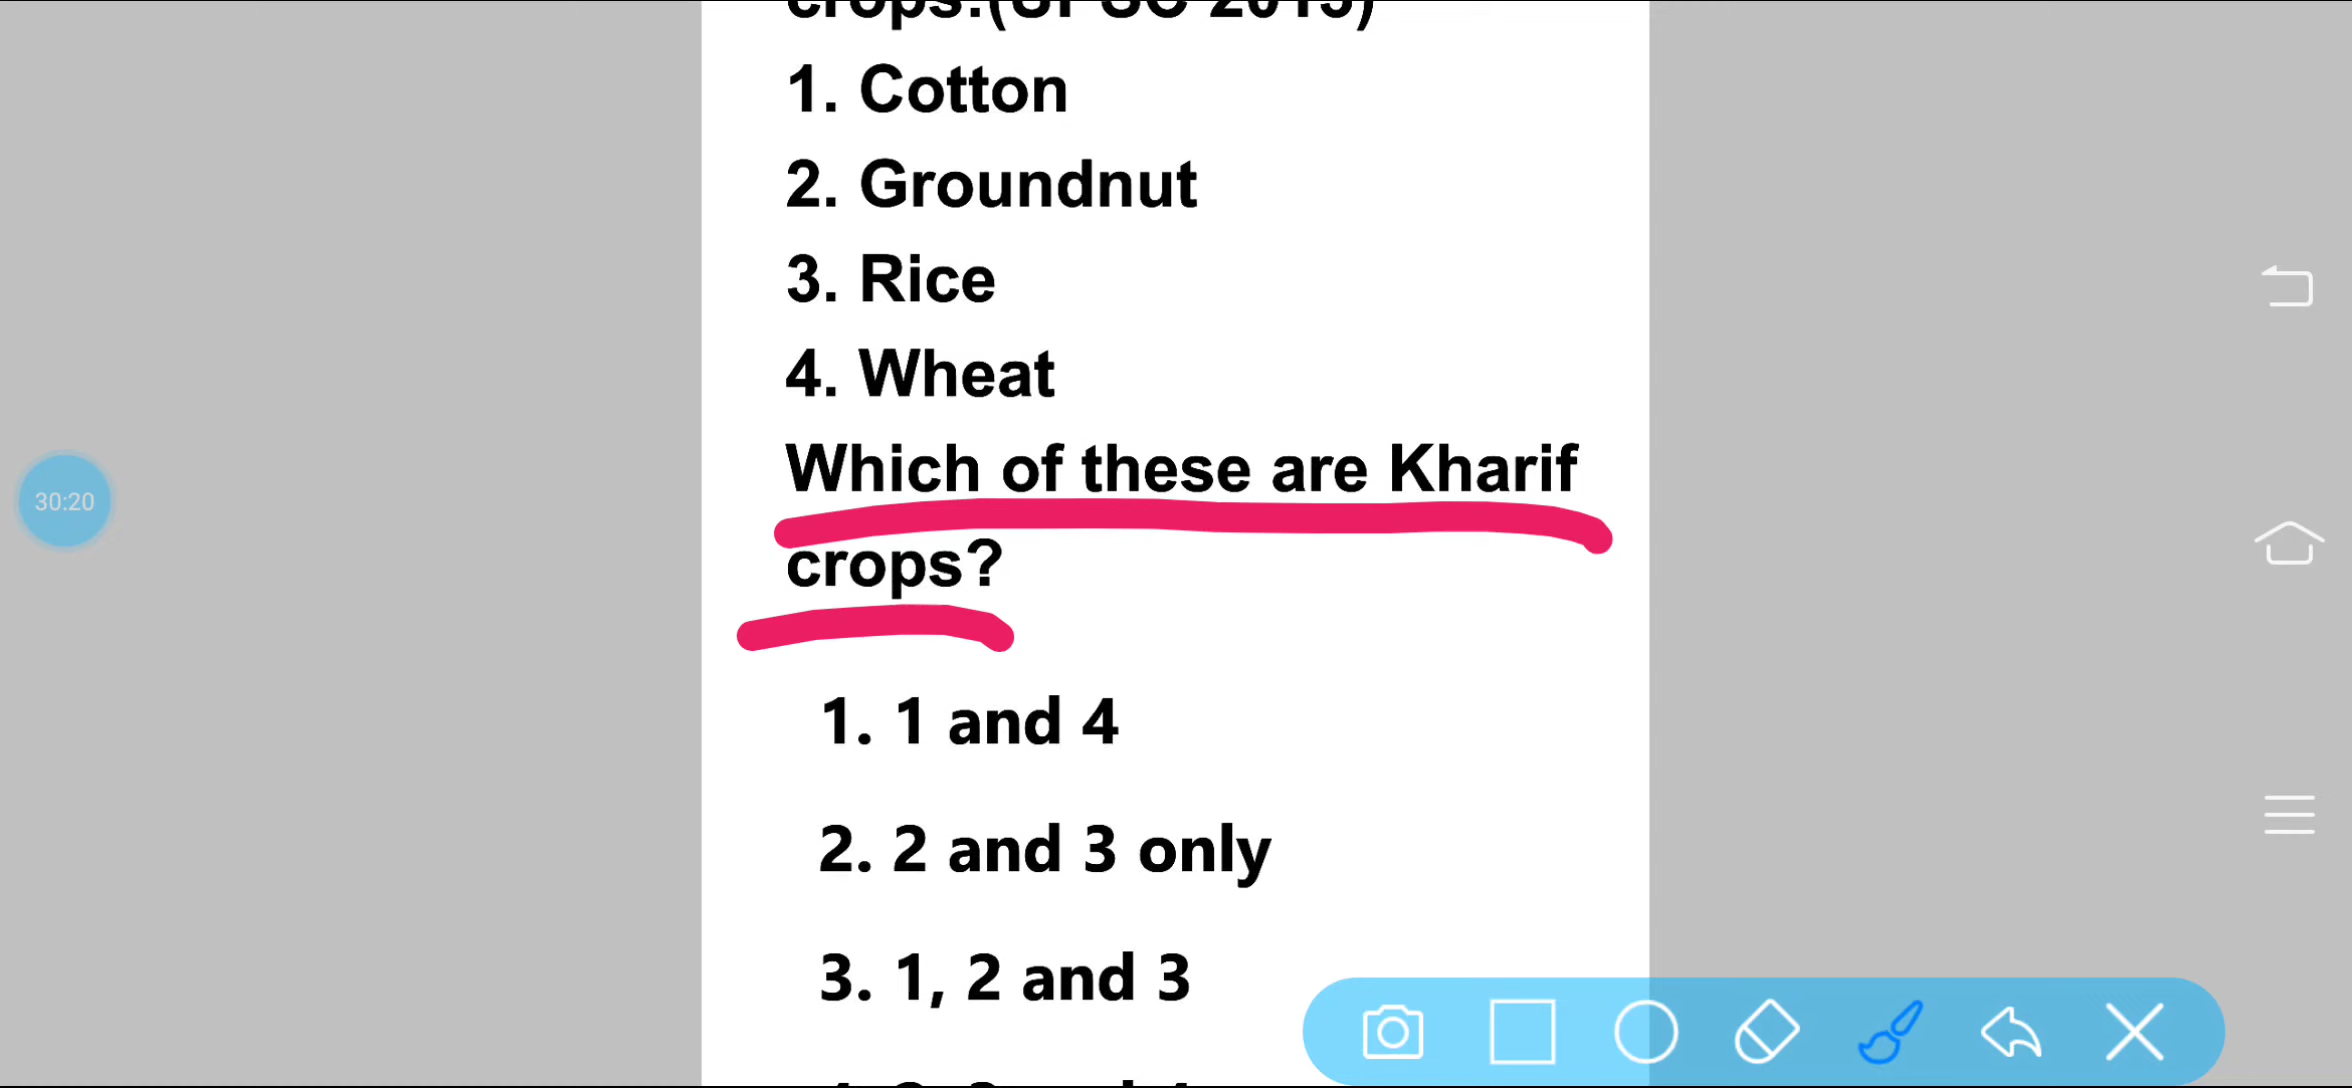 1. Cotton
2. Groundnut
3. Rice
4. Wheat
Which of these are Kharif
crops?
1. 1 and 4
2. 2 and 3 only
3. 1, 2 and 3
30:20